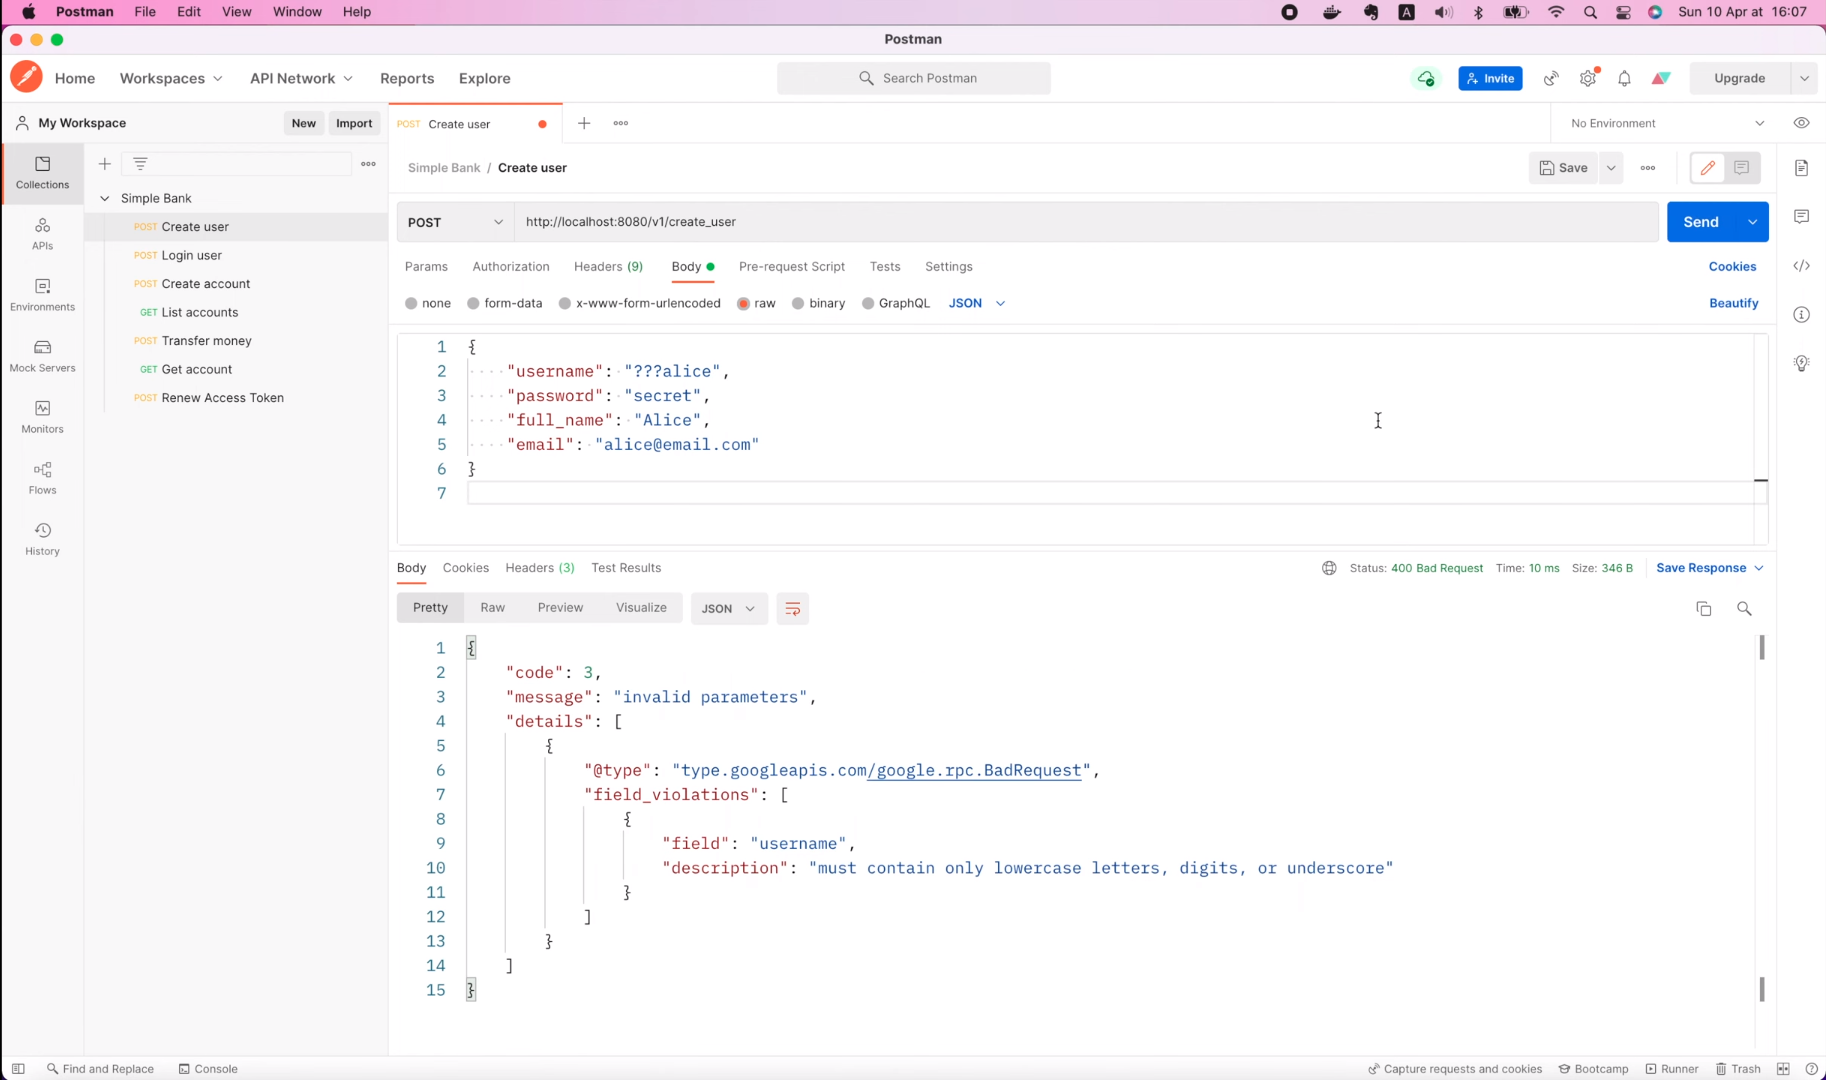 Postman File Edit View Window Help
A Sun 10 Apr at 16:07
Postman
Home Workspaces API Network Reports Explore
Search Postman
Invite
Upgrade
My Workspace
New Import
POST Create user
No Environment
Collections
APIs
Environments
Mock Servers
Monitors
Flows
History
Simple Bank
POST Create user
POST Login user
POST Create account
GET List accounts
POST Transfer money
GET Get account
POST Renew Access Token
Simple Bank / Create user
Save
POST http://localhost:8080/v1/create_user
Send
Params Authorization Headers (9) Body Pre-request Script Tests Settings
Cookies
none form-data x-www-form-urlencoded raw binary GraphQL JSON
Beautify
1 {
2 "username": "???alice",
3 "password": "secret",
4 "full_name": "Alice",
5 "email": "alice@email.com"
6 }
7
Body Cookies Headers (3) Test Results
Status: 400 Bad Request Time: 10 ms Size: 346 B Save Response
Pretty Raw Preview Visualize JSON
1 {
2 "code": 3,
3 "message": "invalid parameters",
4 "details": [
5 {
6 "@type": "type.googleapis.com/google.rpc.BadRequest",
7 "field_violations": [
8 {
9 "field": "username",
10 "description": "must contain only lowercase letters, digits, or underscore"
11 }
12 ]
13 }
14 ]
15 }
Find and Replace Console
Capture requests and cookies Bootcamp Runner Trash